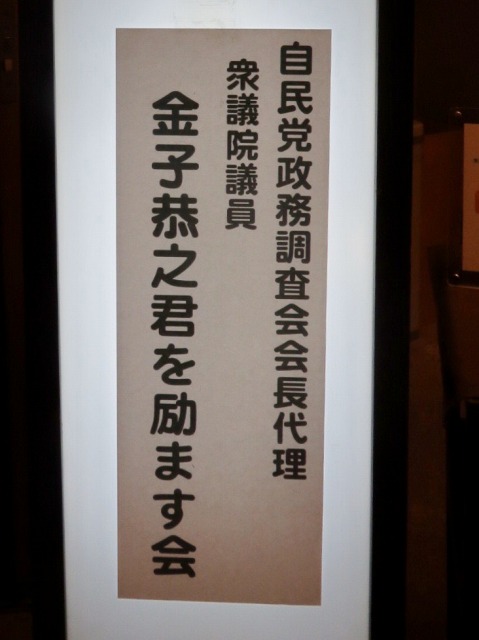 自民党政務調査会会長代理
衆議院議員
金子恭之君を励ます会